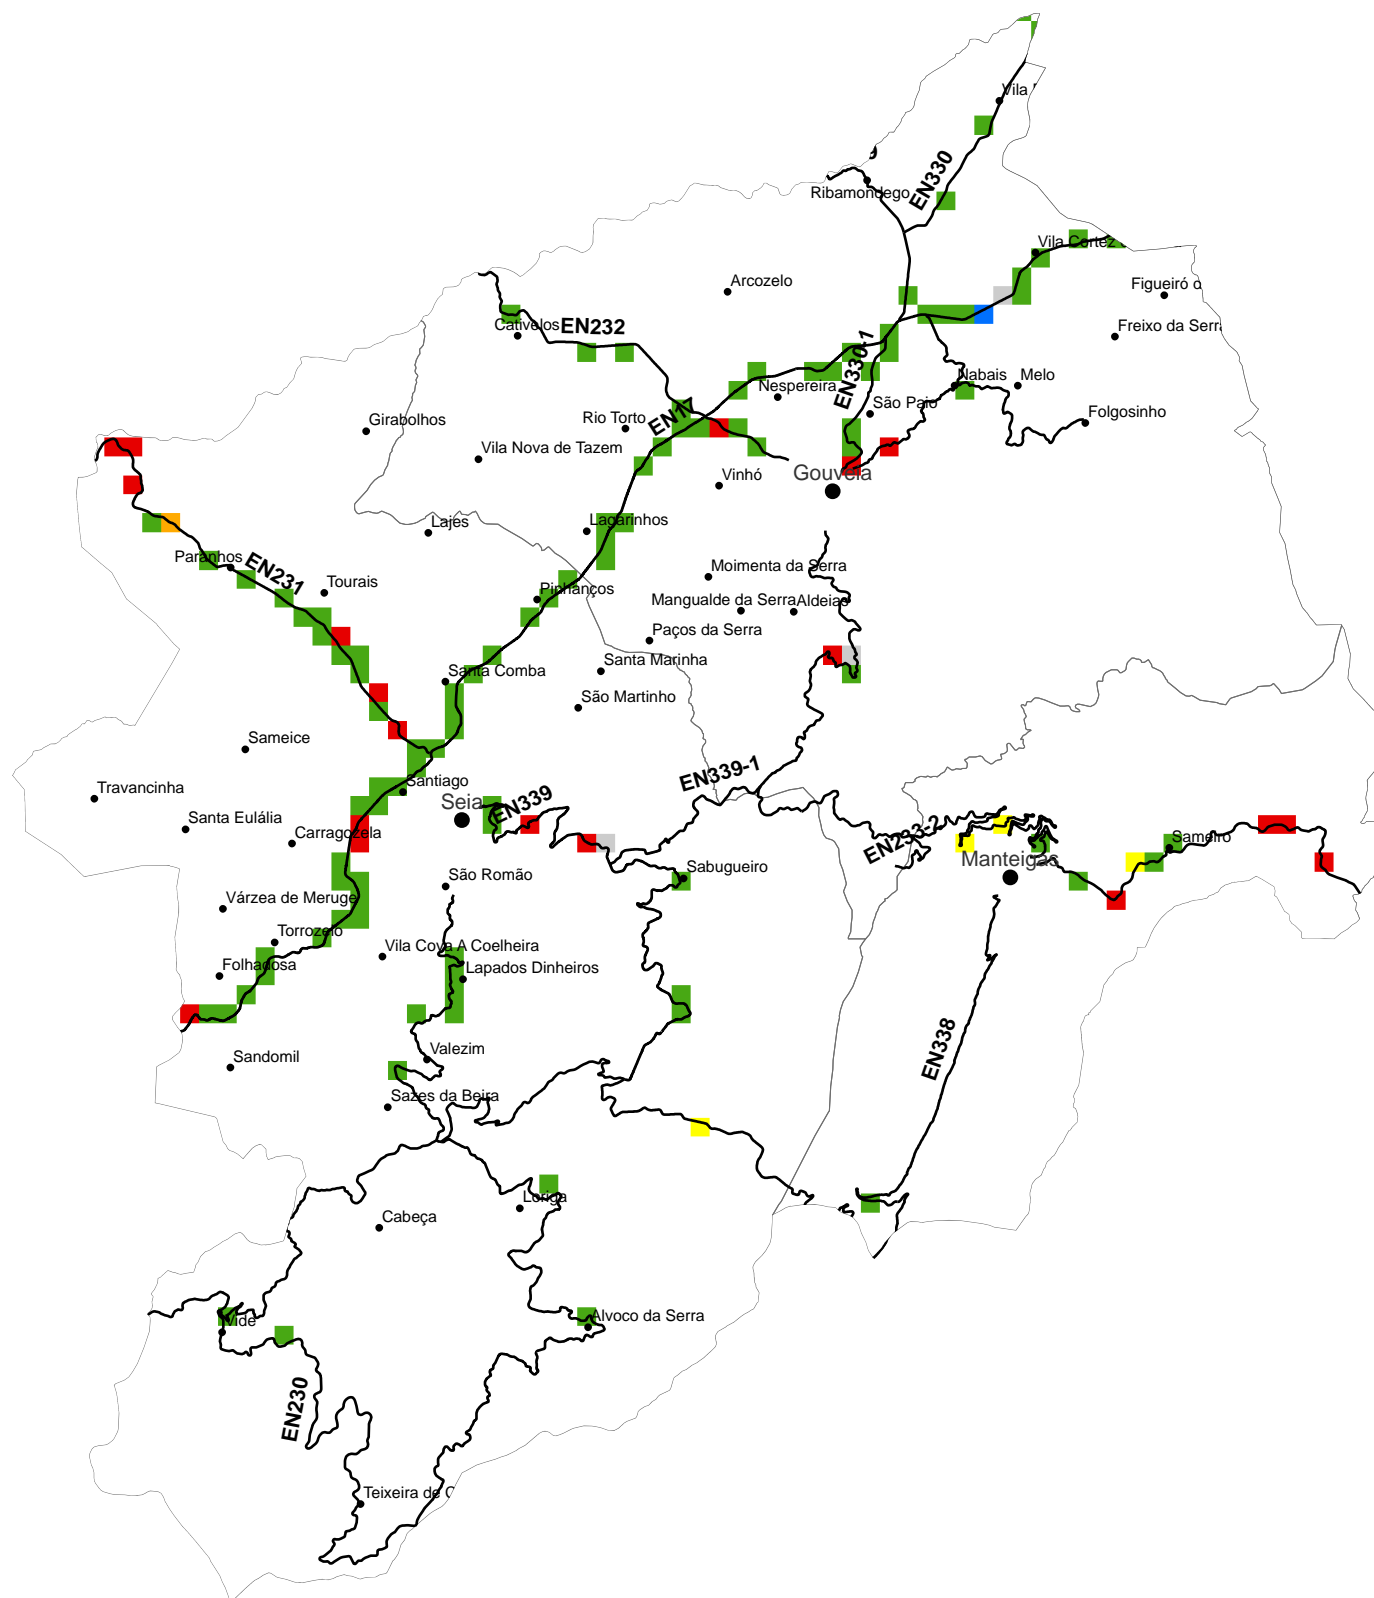 Vila
EN330
Ribamondego
Vila Cortez
Arcozelo
Figueiró
Freixo da Serra
Cativelos
EN232
EN330-1
Nabais
Melo
Nespereira
São Paio
Folgosinho
Girabolhos
Rio Torto
EN17
Vila Nova de Tazem
Vinhó
Gouveia
Lajes
Lagarinhos
Paranhos
EN231
Tourais
Pinhanços
Moimenta da Serra
Mangualde da Serra
Aldeias
Paços da Serra
Santa Marinha
Santa Comba
São Martinho
Sameice
EN339-1
Travancinha
Santiago
Seia
EN339
Santa Eulália
Carragozela
EN233-2
Manteigas
Sameiro
Sabugueiro
São Romão
Várzea de Meruge
Torrozelo
Vila Cova A Coelheira
Folhadosa
Lapados Dinheiros
Sandomil
Valezim
EN338
Sazes da Beira
Loriga
Cabeça
Vide
Alvoco da Serra
EN230
Teixeira de